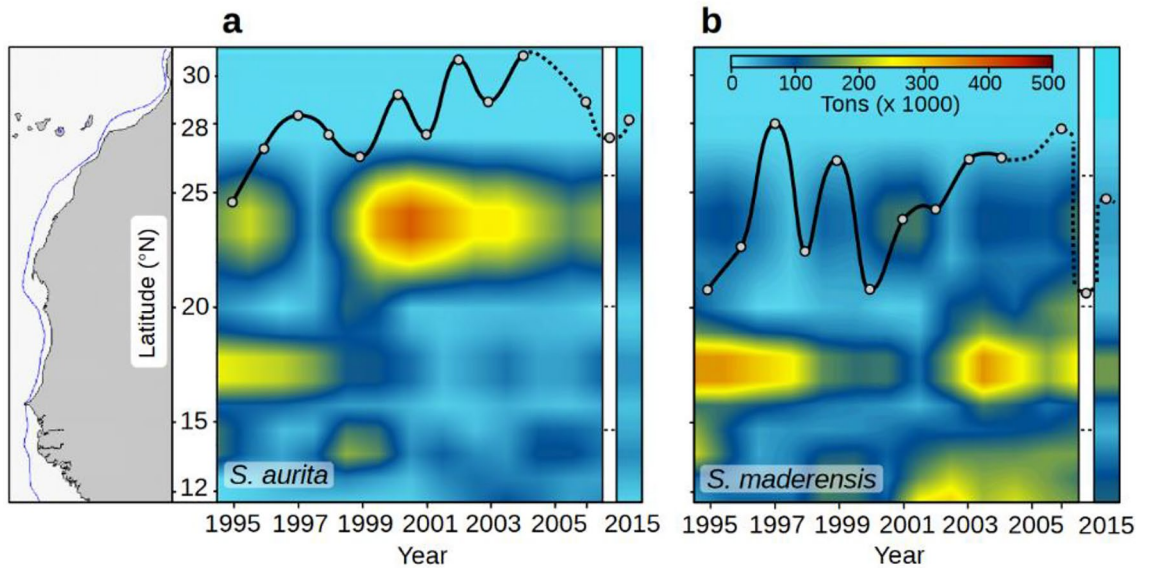 a
b
Latitude (°N)
30
28
25
20
15
12
0 100 200 300 400 500
Tons (x 1000)
S. aurita
S. maderensis
1995 1997 1999 2001 2003 2005 2015
Year
1995 1997 1999 2001 2003 2005 2015
Year